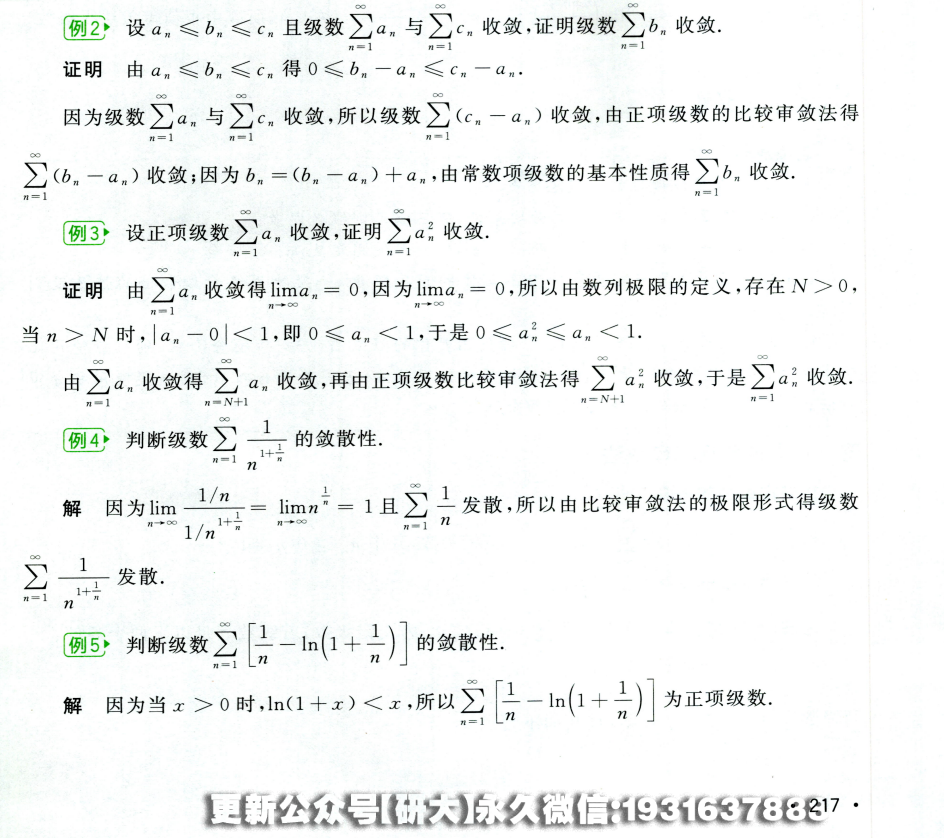 例2 设 $a_n \leqslant b_n \leqslant c_n$ 且级数 $\sum_{n=1}^{\infty} a_n$ 与 $\sum_{n=1}^{\infty} c_n$ 收敛,证明级数 $\sum_{n=1}^{\infty} b_n$ 收敛.
证明 由 $a_n \leqslant b_n \leqslant c_n$ 得 $0 \leqslant b_n - a_n \leqslant c_n - a_n$.
因为级数 $\sum_{n=1}^{\infty} a_n$ 与 $\sum_{n=1}^{\infty} c_n$ 收敛,所以级数 $\sum_{n=1}^{\infty} (c_n - a_n)$ 收敛,由正项级数的比较审敛法得
$\sum_{n=1}^{\infty} (b_n - a_n)$ 收敛;因为 $b_n = (b_n - a_n) + a_n$,由常数项级数的基本性质得 $\sum_{n=1}^{\infty} b_n$ 收敛.
例3 设正项级数 $\sum_{n=1}^{\infty} a_n$ 收敛,证明 $\sum_{n=1}^{\infty} a_n^2$ 收敛.
证明 由 $\sum_{n=1}^{\infty} a_n$ 收敛得 $\lim_{n \to \infty} a_n = 0$,因为 $\lim_{n \to \infty} a_n = 0$,所以由数列极限的定义,存在 $N > 0$,
当 $n > N$ 时,$|a_n - 0| < 1$,即 $0 \leqslant a_n < 1$,于是 $0 \leqslant a_n^2 \leqslant a_n < 1$.
由 $\sum_{n=1}^{\infty} a_n$ 收敛得 $\sum_{n=N+1}^{\infty} a_n$ 收敛,再由正项级数比较审敛法得 $\sum_{n=N+1}^{\infty} a_n^2$ 收敛,于是 $\sum_{n=1}^{\infty} a_n^2$ 收敛.
例4 判断级数 $\sum_{n=1}^{\infty} \frac{1}{n^{1+\frac{1}{n}}}$ 的敛散性.
解 因为 $\lim_{n \to \infty} \frac{1/n}{1/n^{1+\frac{1}{n}}} = \lim_{n \to \infty} n^{\frac{1}{n}} = 1$ 且 $\sum_{n=1}^{\infty} \frac{1}{n}$ 发散,所以由比较审敛法的极限形式得级数
$\sum_{n=1}^{\infty} \frac{1}{n^{1+\frac{1}{n}}}$ 发散.
例5 判断级数 $\sum_{n=1}^{\infty} \left[ \frac{1}{n} - \ln\left(1 + \frac{1}{n}\right) \right]$ 的敛散性.
解 因为当 $x > 0$ 时,$\ln(1+x) < x$,所以 $\sum_{n=1}^{\infty} \left[ \frac{1}{n} - \ln\left(1 + \frac{1}{n}\right) \right]$ 为正项级数.
更新公众号【研大】永久微信:
217 ·